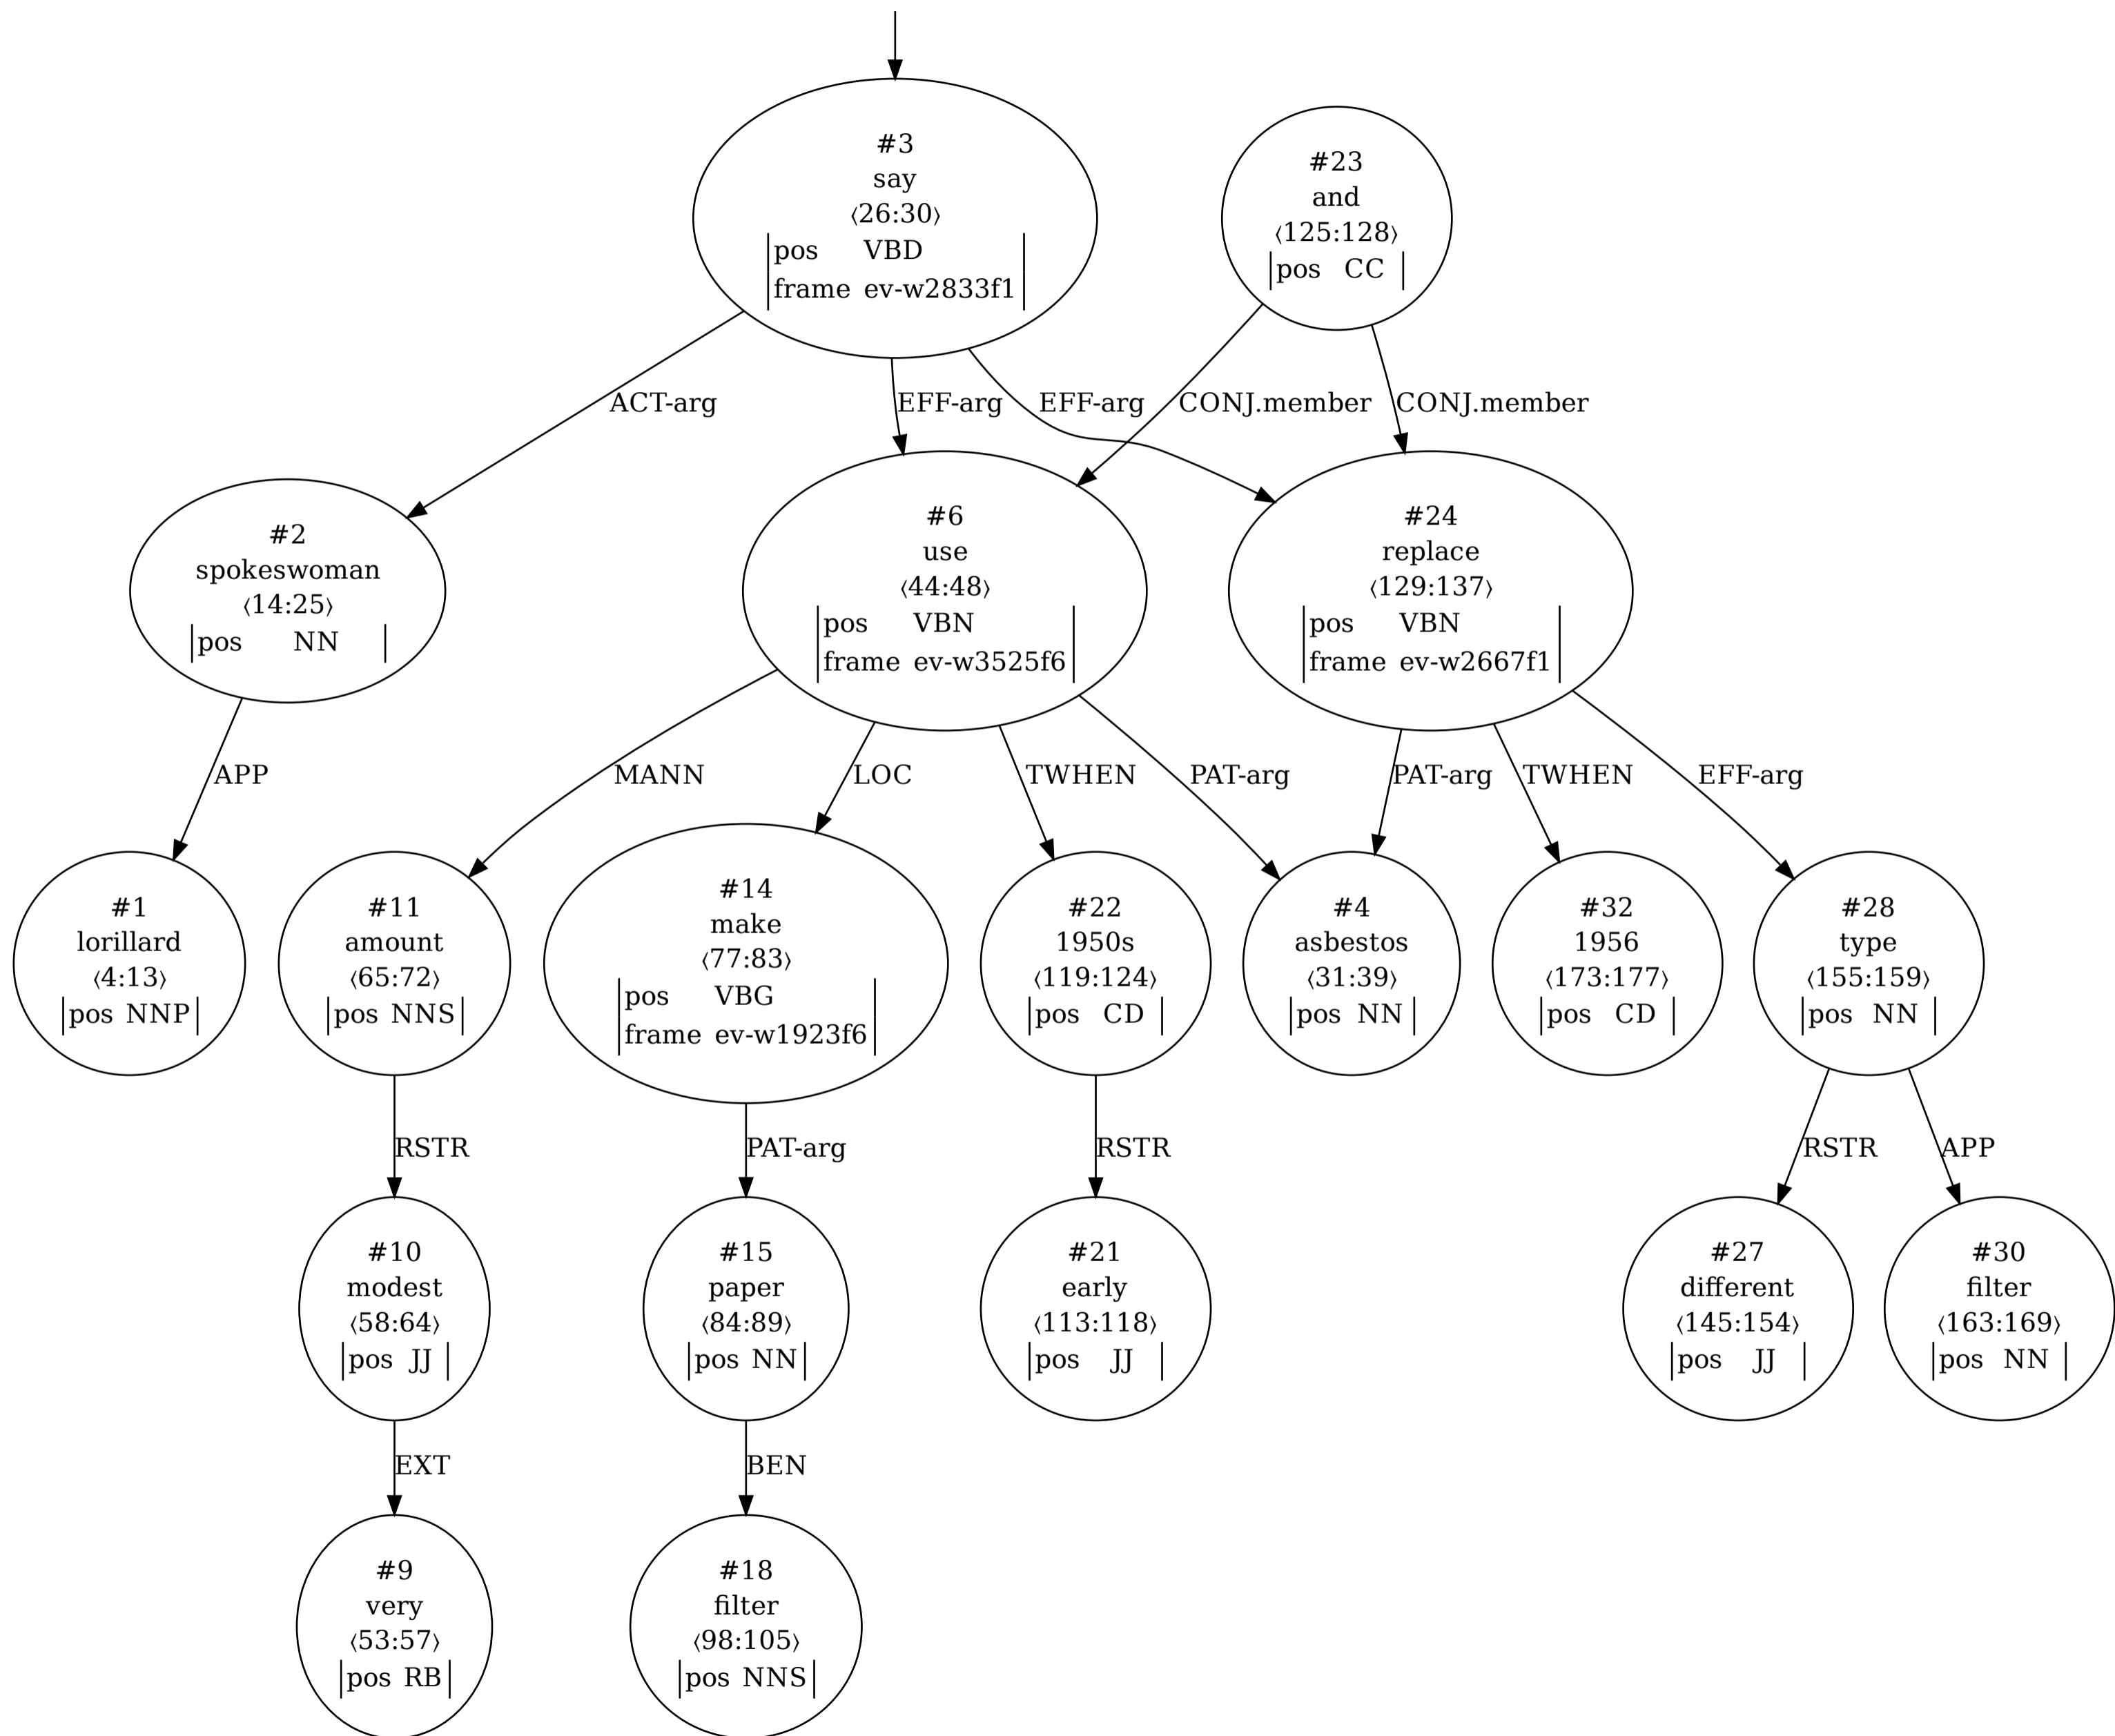 #3
say
⟨26:30⟩
pos VBD
frame ev-w2833f1
#23
and
⟨125:128⟩
pos CC
ACT-arg
EFF-arg
EFF-arg
CONJ.member
CONJ.member
#2
spokeswoman
⟨14:25⟩
pos NN
#6
use
⟨44:48⟩
pos VBN
frame ev-w3525f6
#24
replace
⟨129:137⟩
pos VBN
frame ev-w2667f1
APP
MANN
LOC
TWHEN
PAT-arg
PAT-arg
TWHEN
EFF-arg
#1
lorillard
⟨4:13⟩
pos NNP
#11
amount
⟨65:72⟩
pos NNS
#14
make
⟨77:83⟩
pos VBG
frame ev-w1923f6
#22
1950s
⟨119:124⟩
pos CD
#4
asbestos
⟨31:39⟩
pos NN
#32
1956
⟨173:177⟩
pos CD
#28
type
⟨155:159⟩
pos NN
RSTR
PAT-arg
RSTR
RSTR
APP
#10
modest
⟨58:64⟩
pos JJ
#15
paper
⟨84:89⟩
pos NN
#21
early
⟨113:118⟩
pos JJ
#27
different
⟨145:154⟩
pos JJ
#30
filter
⟨163:169⟩
pos NN
EXT
BEN
#9
very
⟨53:57⟩
pos RB
#18
filter
⟨98:105⟩
pos NNS